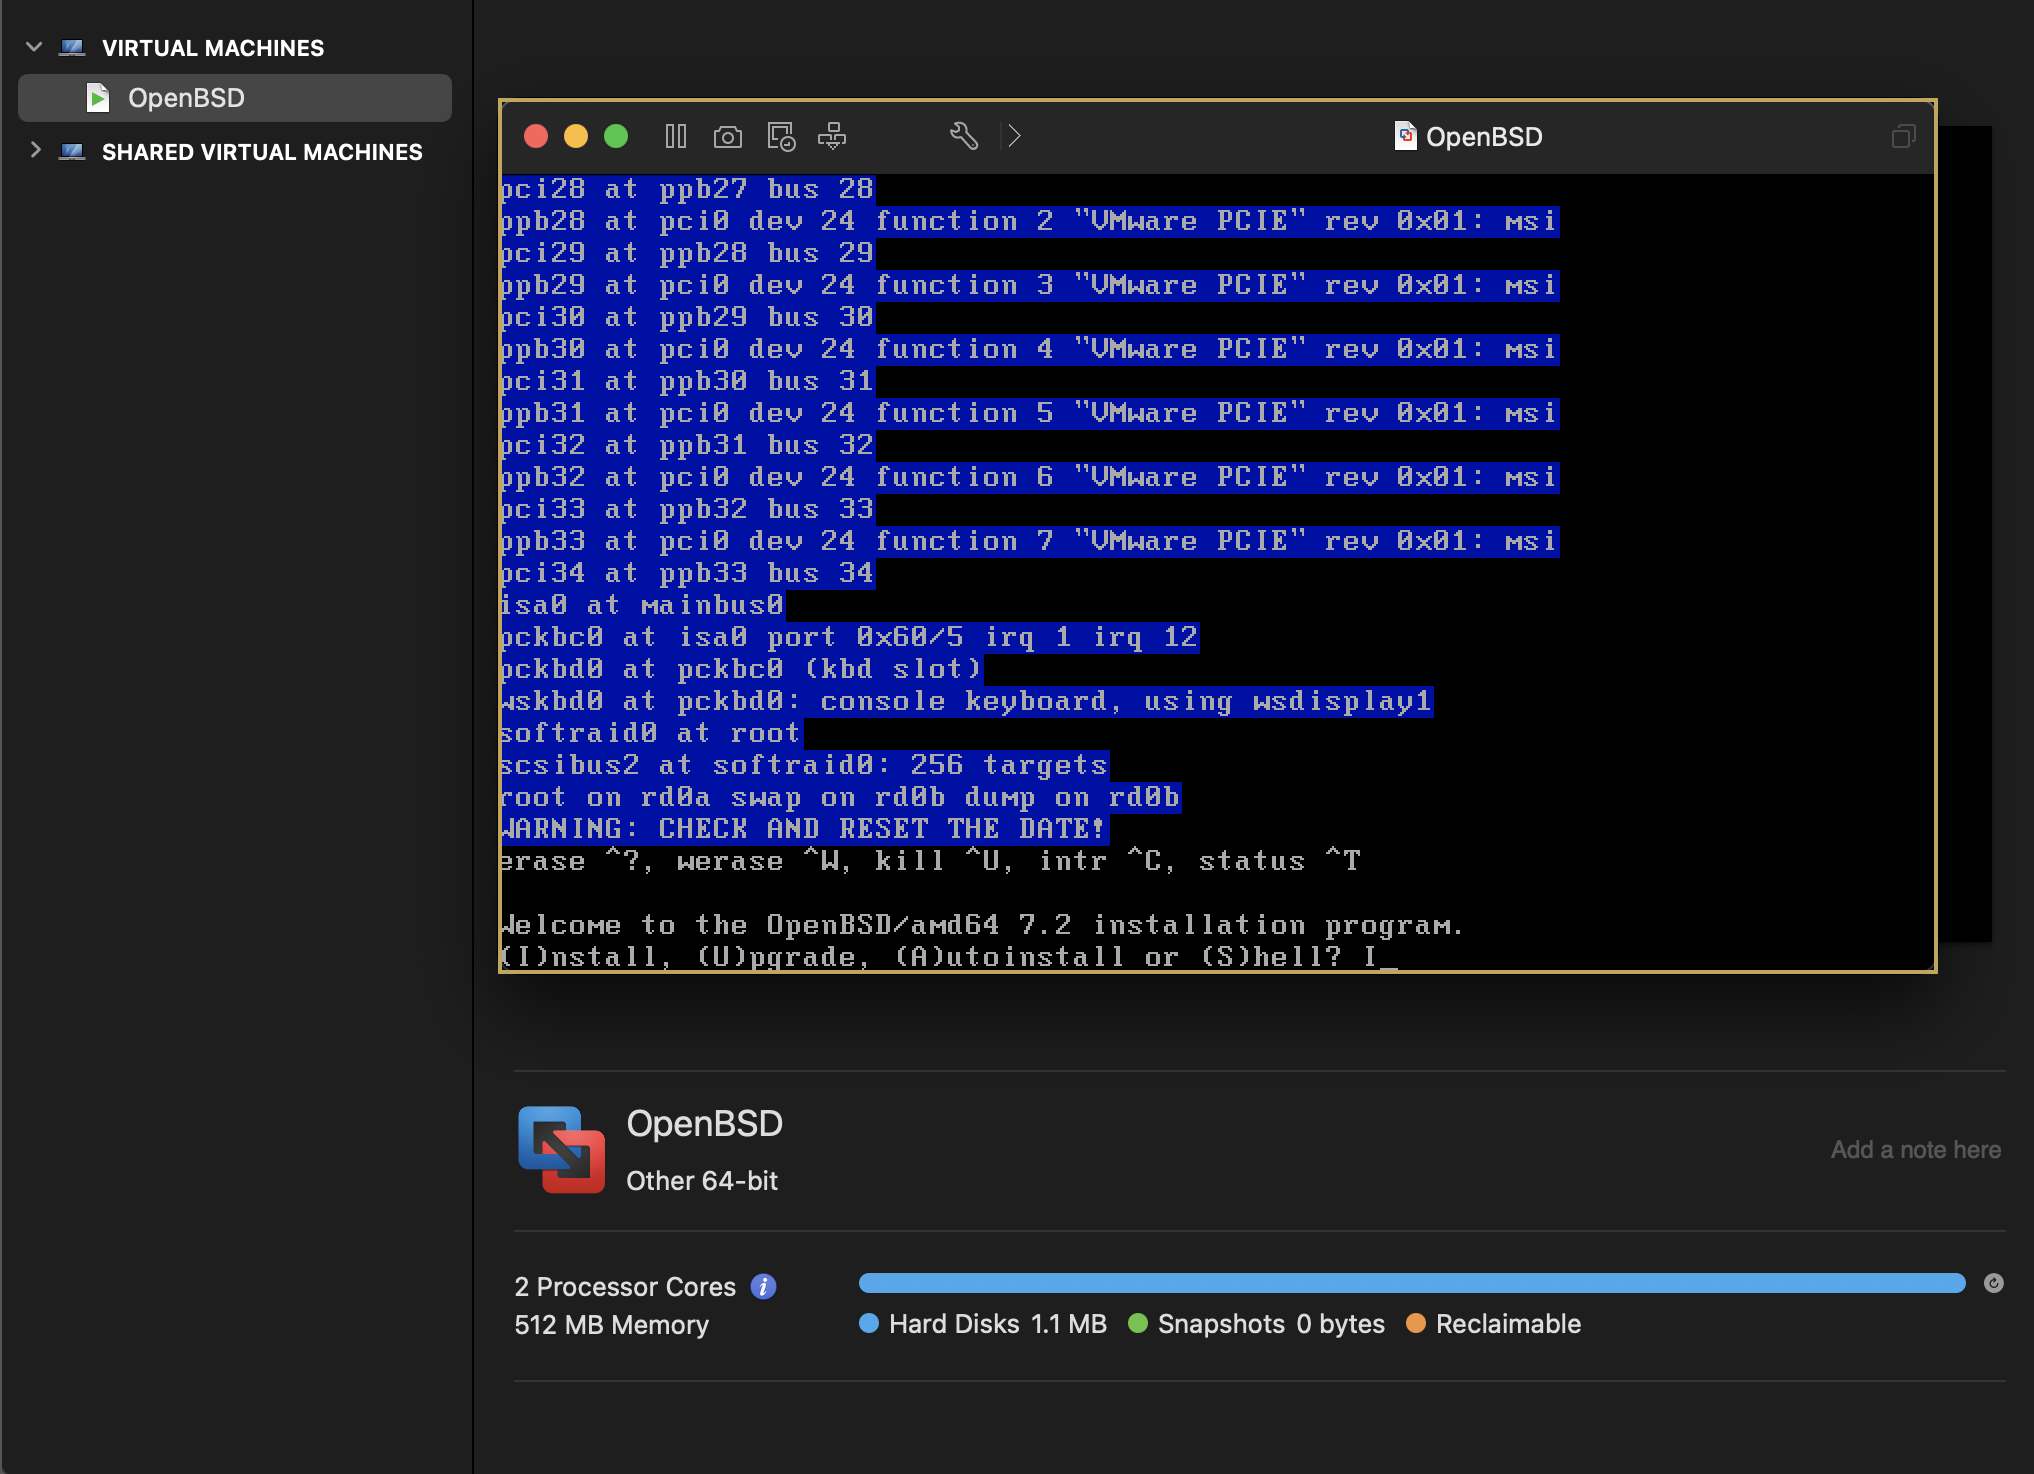 VIRTUAL MACHINES
OpenBSD
SHARED VIRTUAL MACHINES
OpenBSD
pci28 at ppb27 bus 28
ppb28 at pci0 dev 24 function 2 "VMware PCIE" rev 0x01: msi
pci29 at ppb28 bus 29
ppb29 at pci0 dev 24 function 3 "VMware PCIE" rev 0x01: msi
pci30 at ppb29 bus 30
ppb30 at pci0 dev 24 function 4 "VMware PCIE" rev 0x01: msi
pci31 at ppb30 bus 31
ppb31 at pci0 dev 24 function 5 "VMware PCIE" rev 0x01: msi
pci32 at ppb31 bus 32
ppb32 at pci0 dev 24 function 6 "VMware PCIE" rev 0x01: msi
pci33 at ppb32 bus 33
ppb33 at pci0 dev 24 function 7 "VMware PCIE" rev 0x01: msi
pci34 at ppb33 bus 34
isa0 at mainbus0
pckbc0 at isa0 port 0x60/5 irq 1 irq 12
pckbd0 at pckbc0 (kbd slot)
wskbd0 at pckbd0: console keyboard, using wsdisplay1
softraid0 at root
scsibus2 at softraid0: 256 targets
root on rd0a swap on rd0b dump on rd0b
WARNING: CHECK AND RESET THE DATE!
erase ^?, werase ^W, kill ^U, intr ^C, status ^T
Welcome to the OpenBSD/amd64 7.2 installation program.
(I)nstall, (U)pgrade, (A)utoinstall or (S)hell? I_
OpenBSD
Other 64-bit
Add a note here
2 Processor Cores
512 MB Memory
Hard Disks 1.1 MB Snapshots 0 bytes Reclaimable